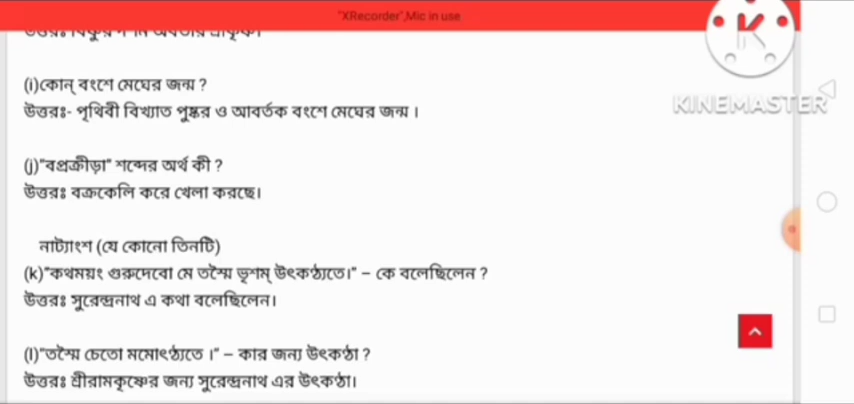 "XRecorder",Mic in use
KINEMASTER
(i)কোন্ বংশে মেঘের জন্ম ?
উত্তরঃ- পৃথিবী বিখ্যাত পুষ্কর ও আবর্তক বংশে মেঘের জন্ম ।
(j)"বপ্রক্রীড়া" শব্দের অর্থ কী ?
উত্তরঃ বক্রকেলি করে খেলা করছে।
নাট্যাংশ (যে কোনো তিনটি)
(k)"কথময়ং গুরুদেবো মে তস্মৈ ভৃশম্ উৎকণ্ঠ্যতে।" – কে বলেছিলেন ?
উত্তরঃ সুরেন্দ্রনাথ এ কথা বলেছিলেন।
(l)"তস্মৈ চেতো মমোৎণ্ঠ্যতে ।" – কার জন্য উৎকণ্ঠা ?
উত্তরঃ শ্রীরামকৃষ্ণের জন্য সুরেন্দ্রনাথ এর উৎকণ্ঠা।